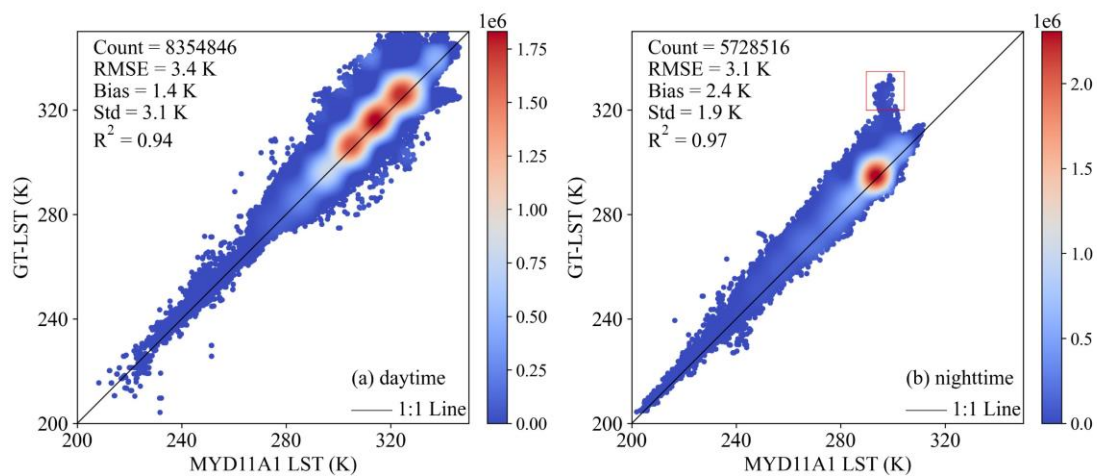 1e6
Count = 8354846
RMSE = 3.4 K
Bias = 1.4 K
Std = 3.1 K
R² = 0.94
320
280
240
200
GT-LST (K)
200
240
280
320
MYD11A1 LST (K)
(a) daytime
1:1 Line
1.75
1.50
1.25
1.00
0.75
0.50
0.25
0.00
1e6
Count = 5728516
RMSE = 3.1 K
Bias = 2.4 K
Std = 1.9 K
R² = 0.97
320
280
240
200
GT-LST (K)
200
240
280
320
MYD11A1 LST (K)
(b) nighttime
1:1 Line
2.0
1.5
1.0
0.5
0.0